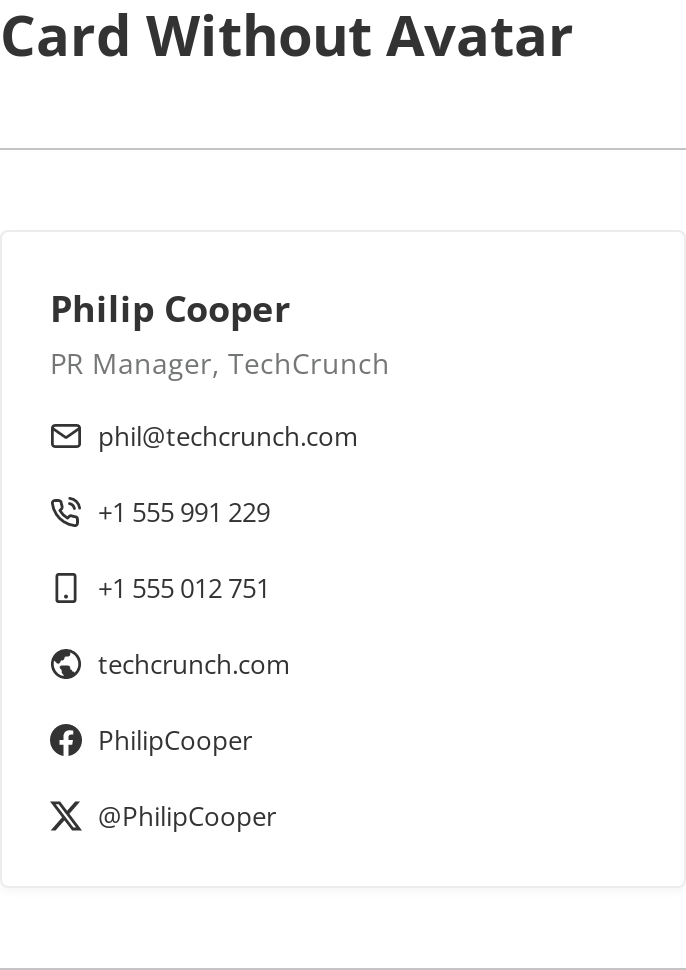 Card Without Avatar
Philip Cooper
PR Manager, TechCrunch
phil@techcrunch.com
+1 555 991 229
+1 555 012 751
techcrunch.com
PhilipCooper
@PhilipCooper